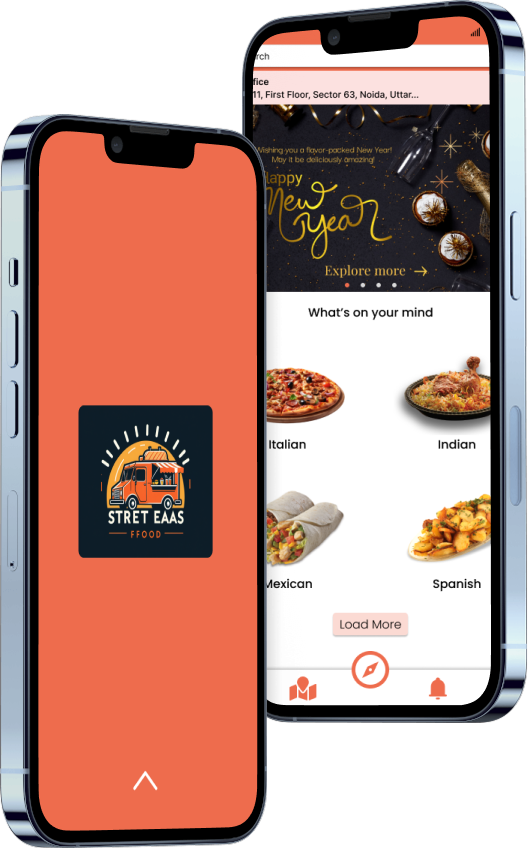 STRET EAAS
FFOOD
rch
fice
11, First Floor, Sector 63, Noida, Uttar...
Wishing you a flavor-packed New Year!
May it be deliciously amazing!
Happy
New
Year
Explore more →
What's on your mind
Italian
Indian
Mexican
Spanish
Load More